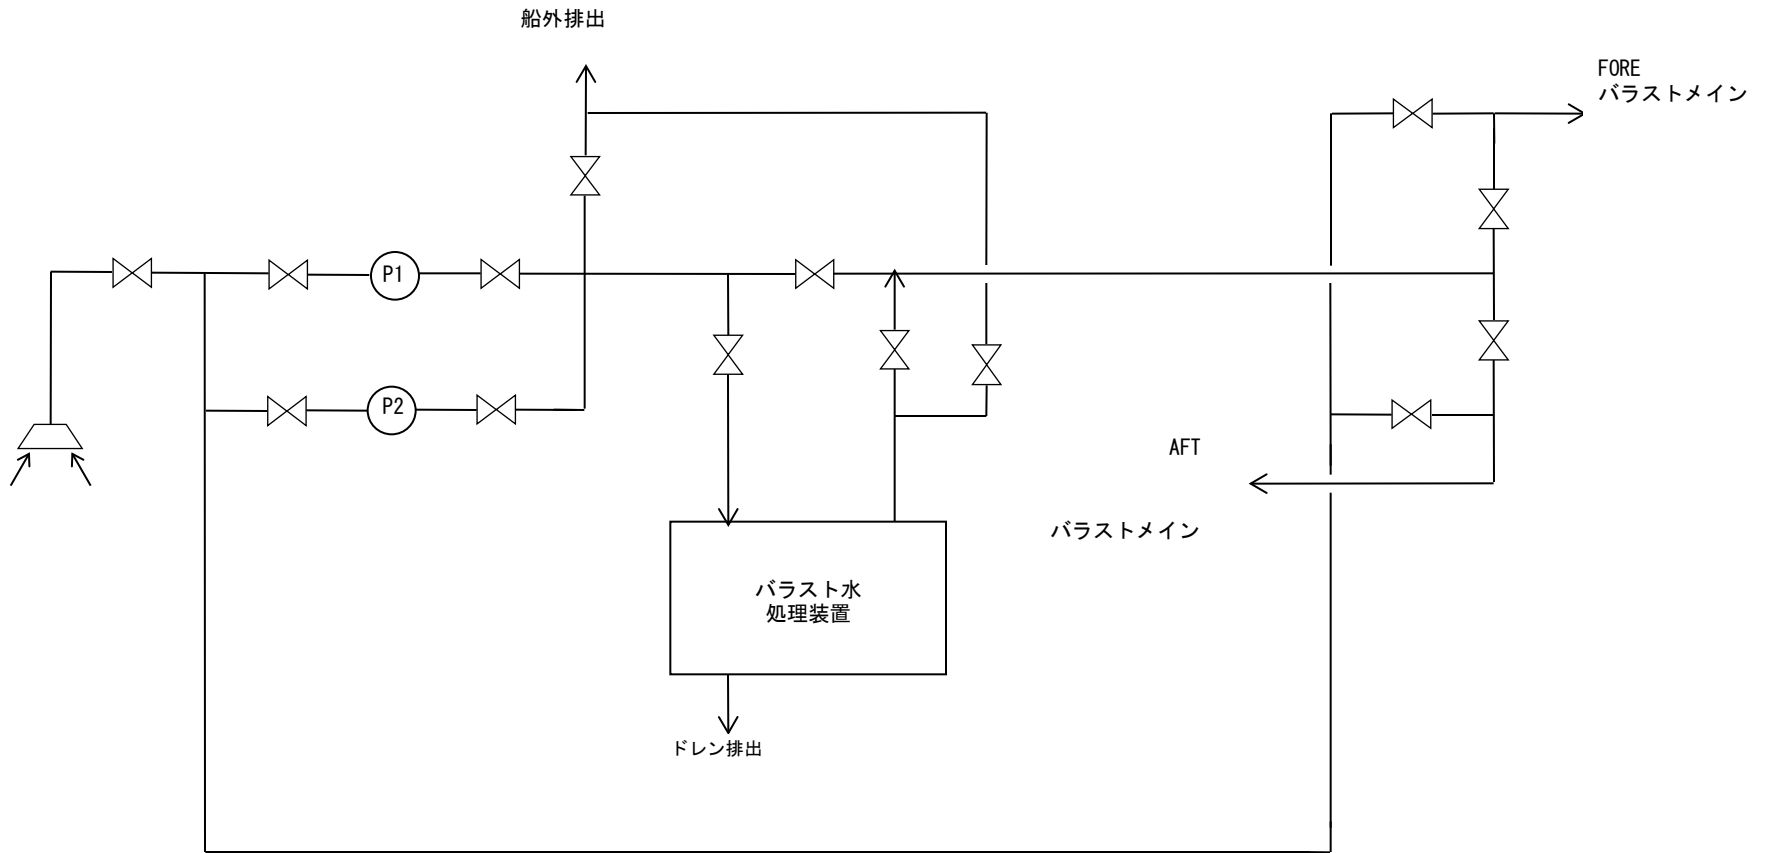 船外排出
FORE
バラストメイン
P1
P2
AFT
バラストメイン
バラスト水
処理装置
ドレン排出